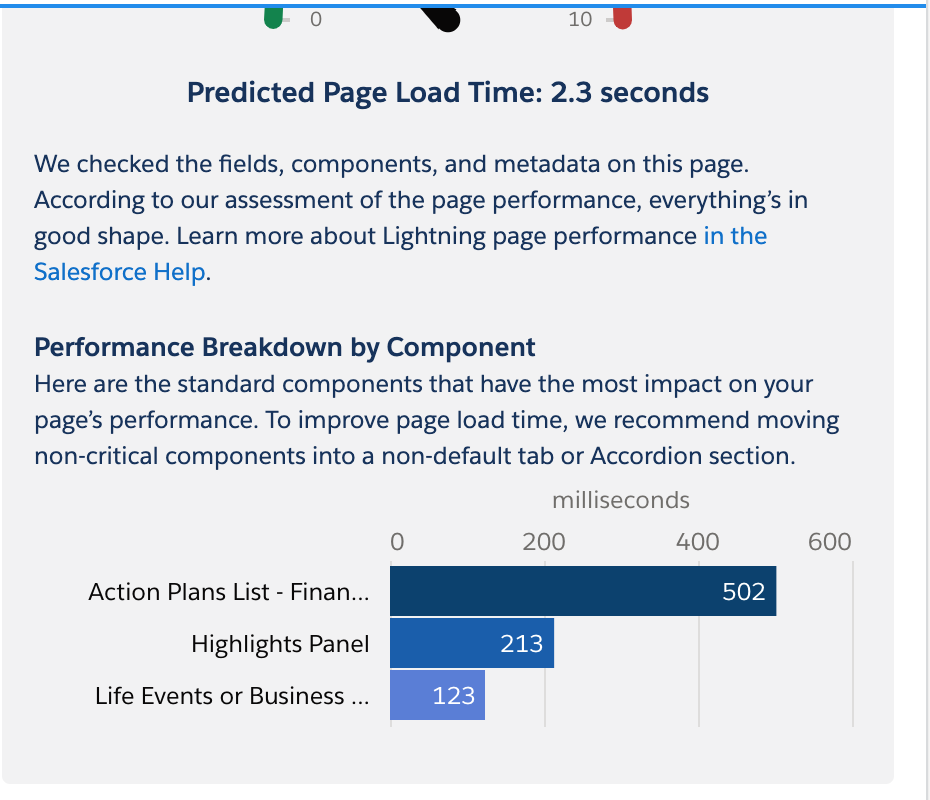 0
10
Predicted Page Load Time: 2.3 seconds
We checked the fields, components, and metadata on this page.
According to our assessment of the page performance, everything’s in
good shape. Learn more about Lightning page performance in the
Salesforce Help.
Performance Breakdown by Component
Here are the standard components that have the most impact on your
page’s performance. To improve page load time, we recommend moving
non-critical components into a non-default tab or Accordion section.
milliseconds
0 200 400 600
Action Plans List - Finan... 502
Highlights Panel 213
Life Events or Business ... 123